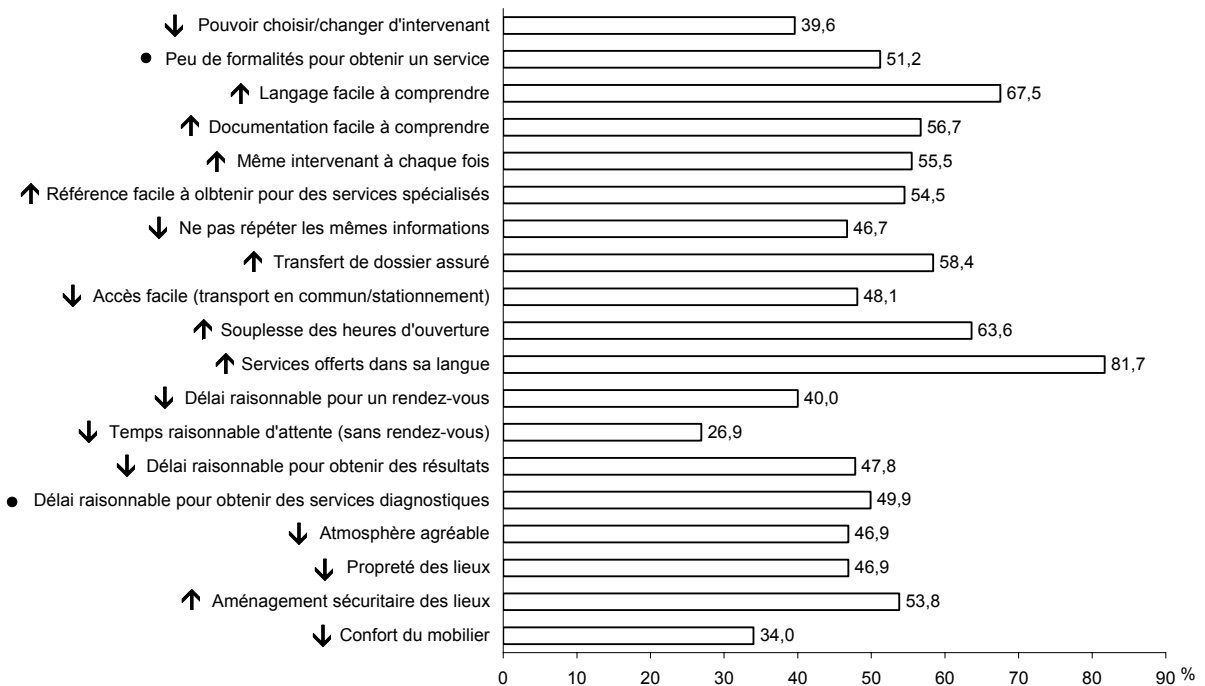 Pouvoir choisir/changer d'intervenant 39,6
Peu de formalités pour obtenir un service 51,2
Langage facile à comprendre 67,5
Documentation facile à comprendre 56,7
Même intervenant à chaque fois 55,5
Référence facile à olbtenir pour des services spécialisés 54,5
Ne pas répéter les mêmes informations 46,7
Transfert de dossier assuré 58,4
Accès facile (transport en commun/stationnement) 48,1
Souplesse des heures d'ouverture 63,6
Services offerts dans sa langue 81,7
Délai raisonnable pour un rendez-vous 40,0
Temps raisonnable d'attente (sans rendez-vous) 26,9
Délai raisonnable pour obtenir des résultats 47,8
Délai raisonnable pour obtenir des services diagnostiques 49,9
Atmosphère agréable 46,9
Propreté des lieux 46,9
Aménagement sécuritaire des lieux 53,8
Confort du mobilier 34,0
0 10 20 30 40 50 60 70 80 90 %